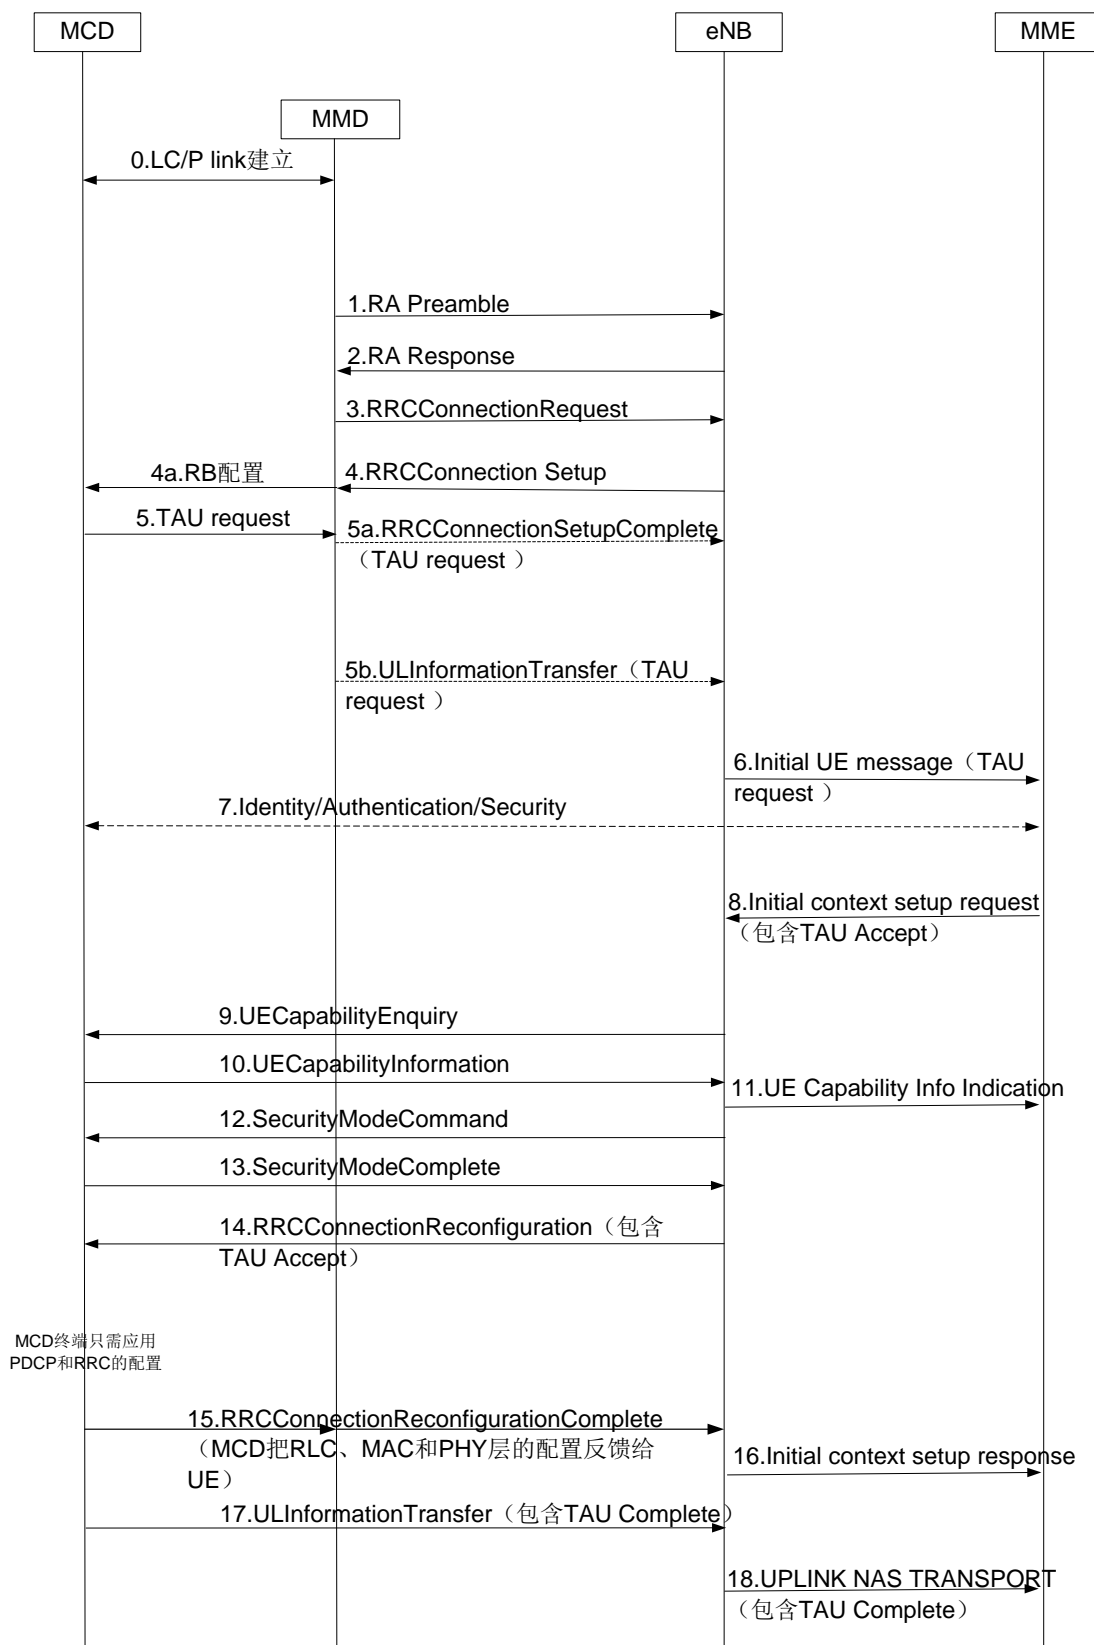 MCD
eNB
MME
MMD
0.LC/P link建立
1.RA Preamble
2.RA Response
3.RRCConnectionRequest
4a.RB配置
4.RRCConnection Setup
5.TAU request
5a.RRCConnectionSetupComplete
（TAU request ）
5b.ULInformationTransfer（TAU
request ）
6.Initial UE message（TAU
request ）
7.Identity/Authentication/Security
8.Initial context setup request
（包含TAU Accept）
9.UECapabilityEnquiry
10.UECapabilityInformation
11.UE Capability Info Indication
12.SecurityModeCommand
13.SecurityModeComplete
14.RRCConnectionReconfiguration（包含
TAU Accept）
MCD终端只需应用
PDCP和RRC的配置
15.RRCConnectionReconfigurationComplete
（MCD把RLC、MAC和PHY层的配置反馈给
UE）
16.Initial context setup response
17.ULInformationTransfer（包含TAU Complete）
18.UPLINK NAS TRANSPORT
（包含TAU Complete）